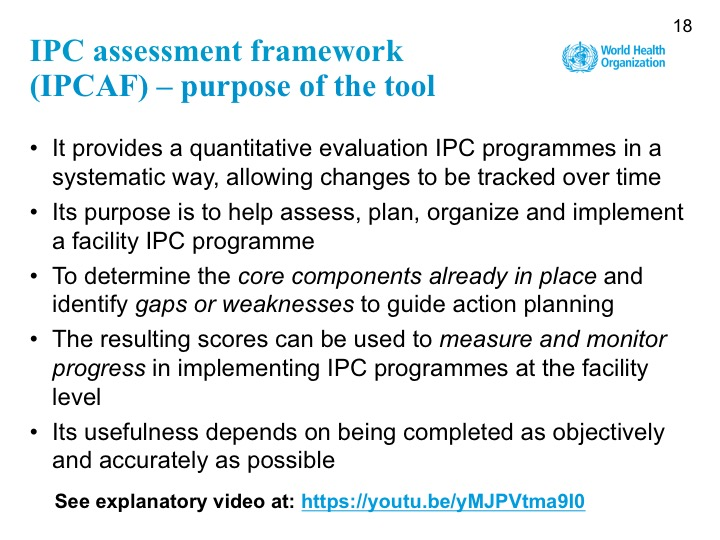 18
IPC assessment framework
(IPCAF) – purpose of the tool
World Health
Organization
• It provides a quantitative evaluation IPC programmes in a
systematic way, allowing changes to be tracked over time
• Its purpose is to help assess, plan, organize and implement
a facility IPC programme
• To determine the core components already in place and
identify gaps or weaknesses to guide action planning
• The resulting scores can be used to measure and monitor
progress in implementing IPC programmes at the facility
level
• Its usefulness depends on being completed as objectively
and accurately as possible
See explanatory video at: https://youtu.be/yMJPVtma9I0